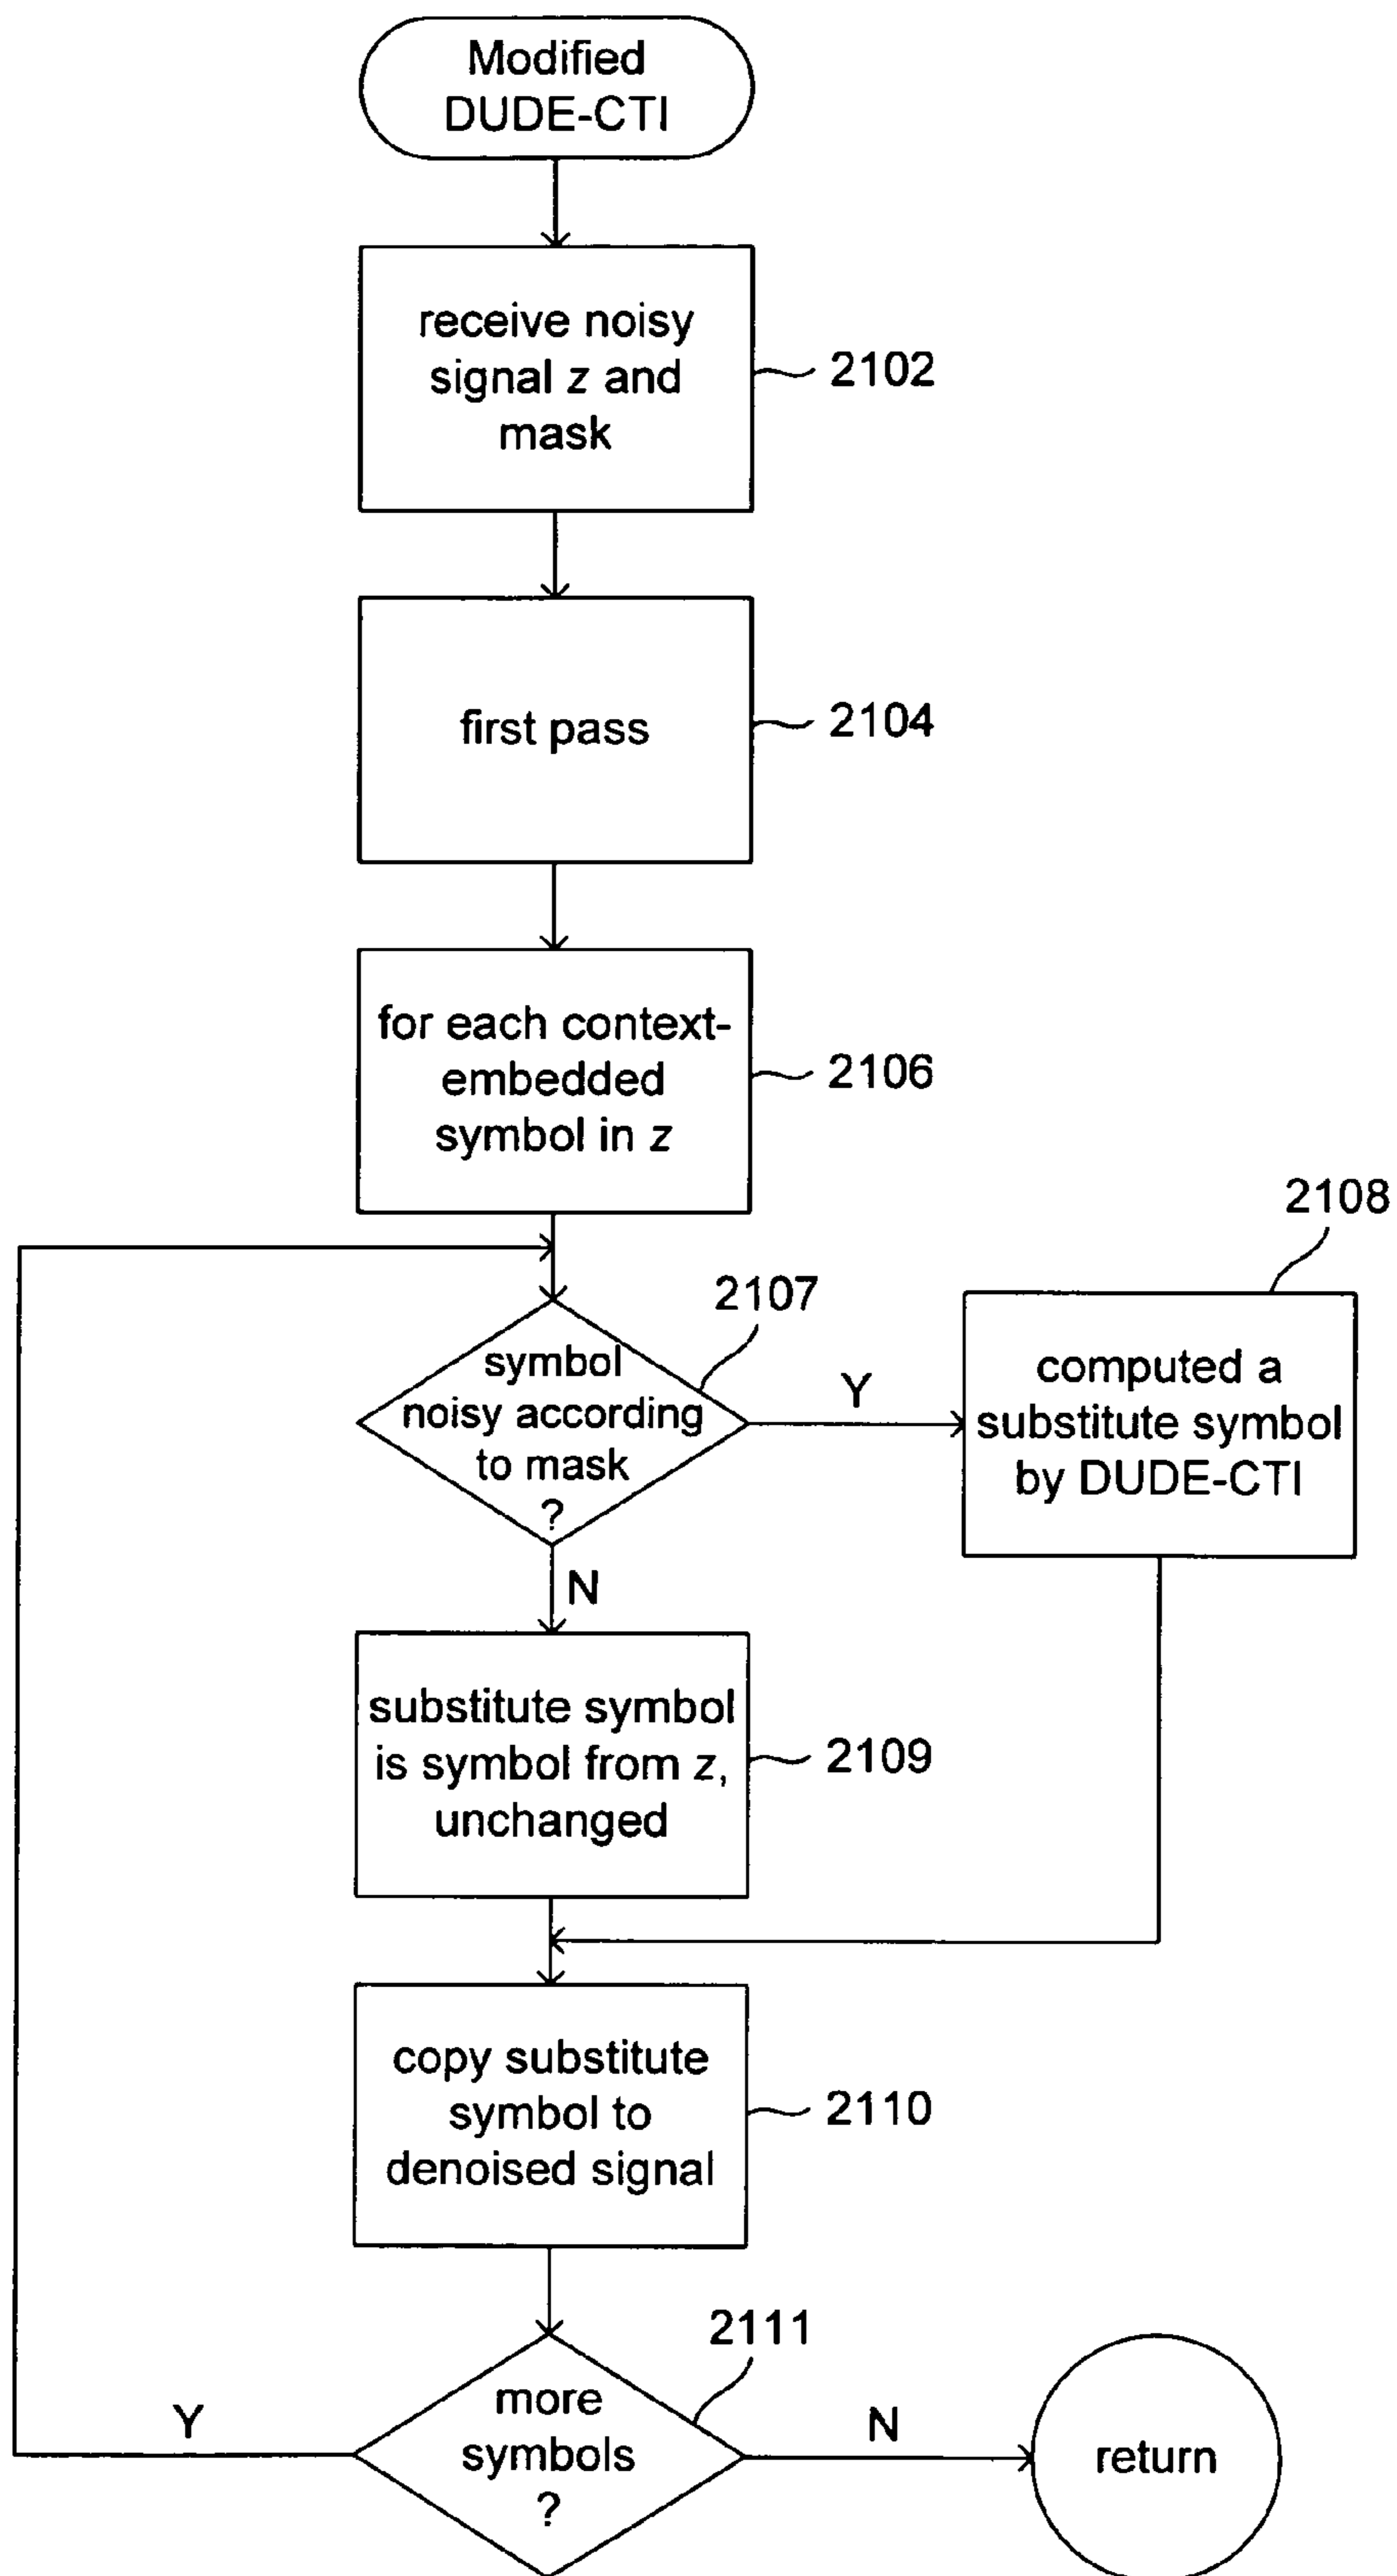 Modified
DUDE-CTI
receive noisy
signal z and
mask
2102
first pass
2104
for each context-
embedded
symbol in z
2106
2108
2107
symbol
noisy according
to mask
?
Y
computed a
substitute symbol
by DUDE-CTI
N
substitute symbol
is symbol from z,
unchanged
2109
copy substitute
symbol to
denoised signal
2110
2111
more
symbols
?
Y
N
return